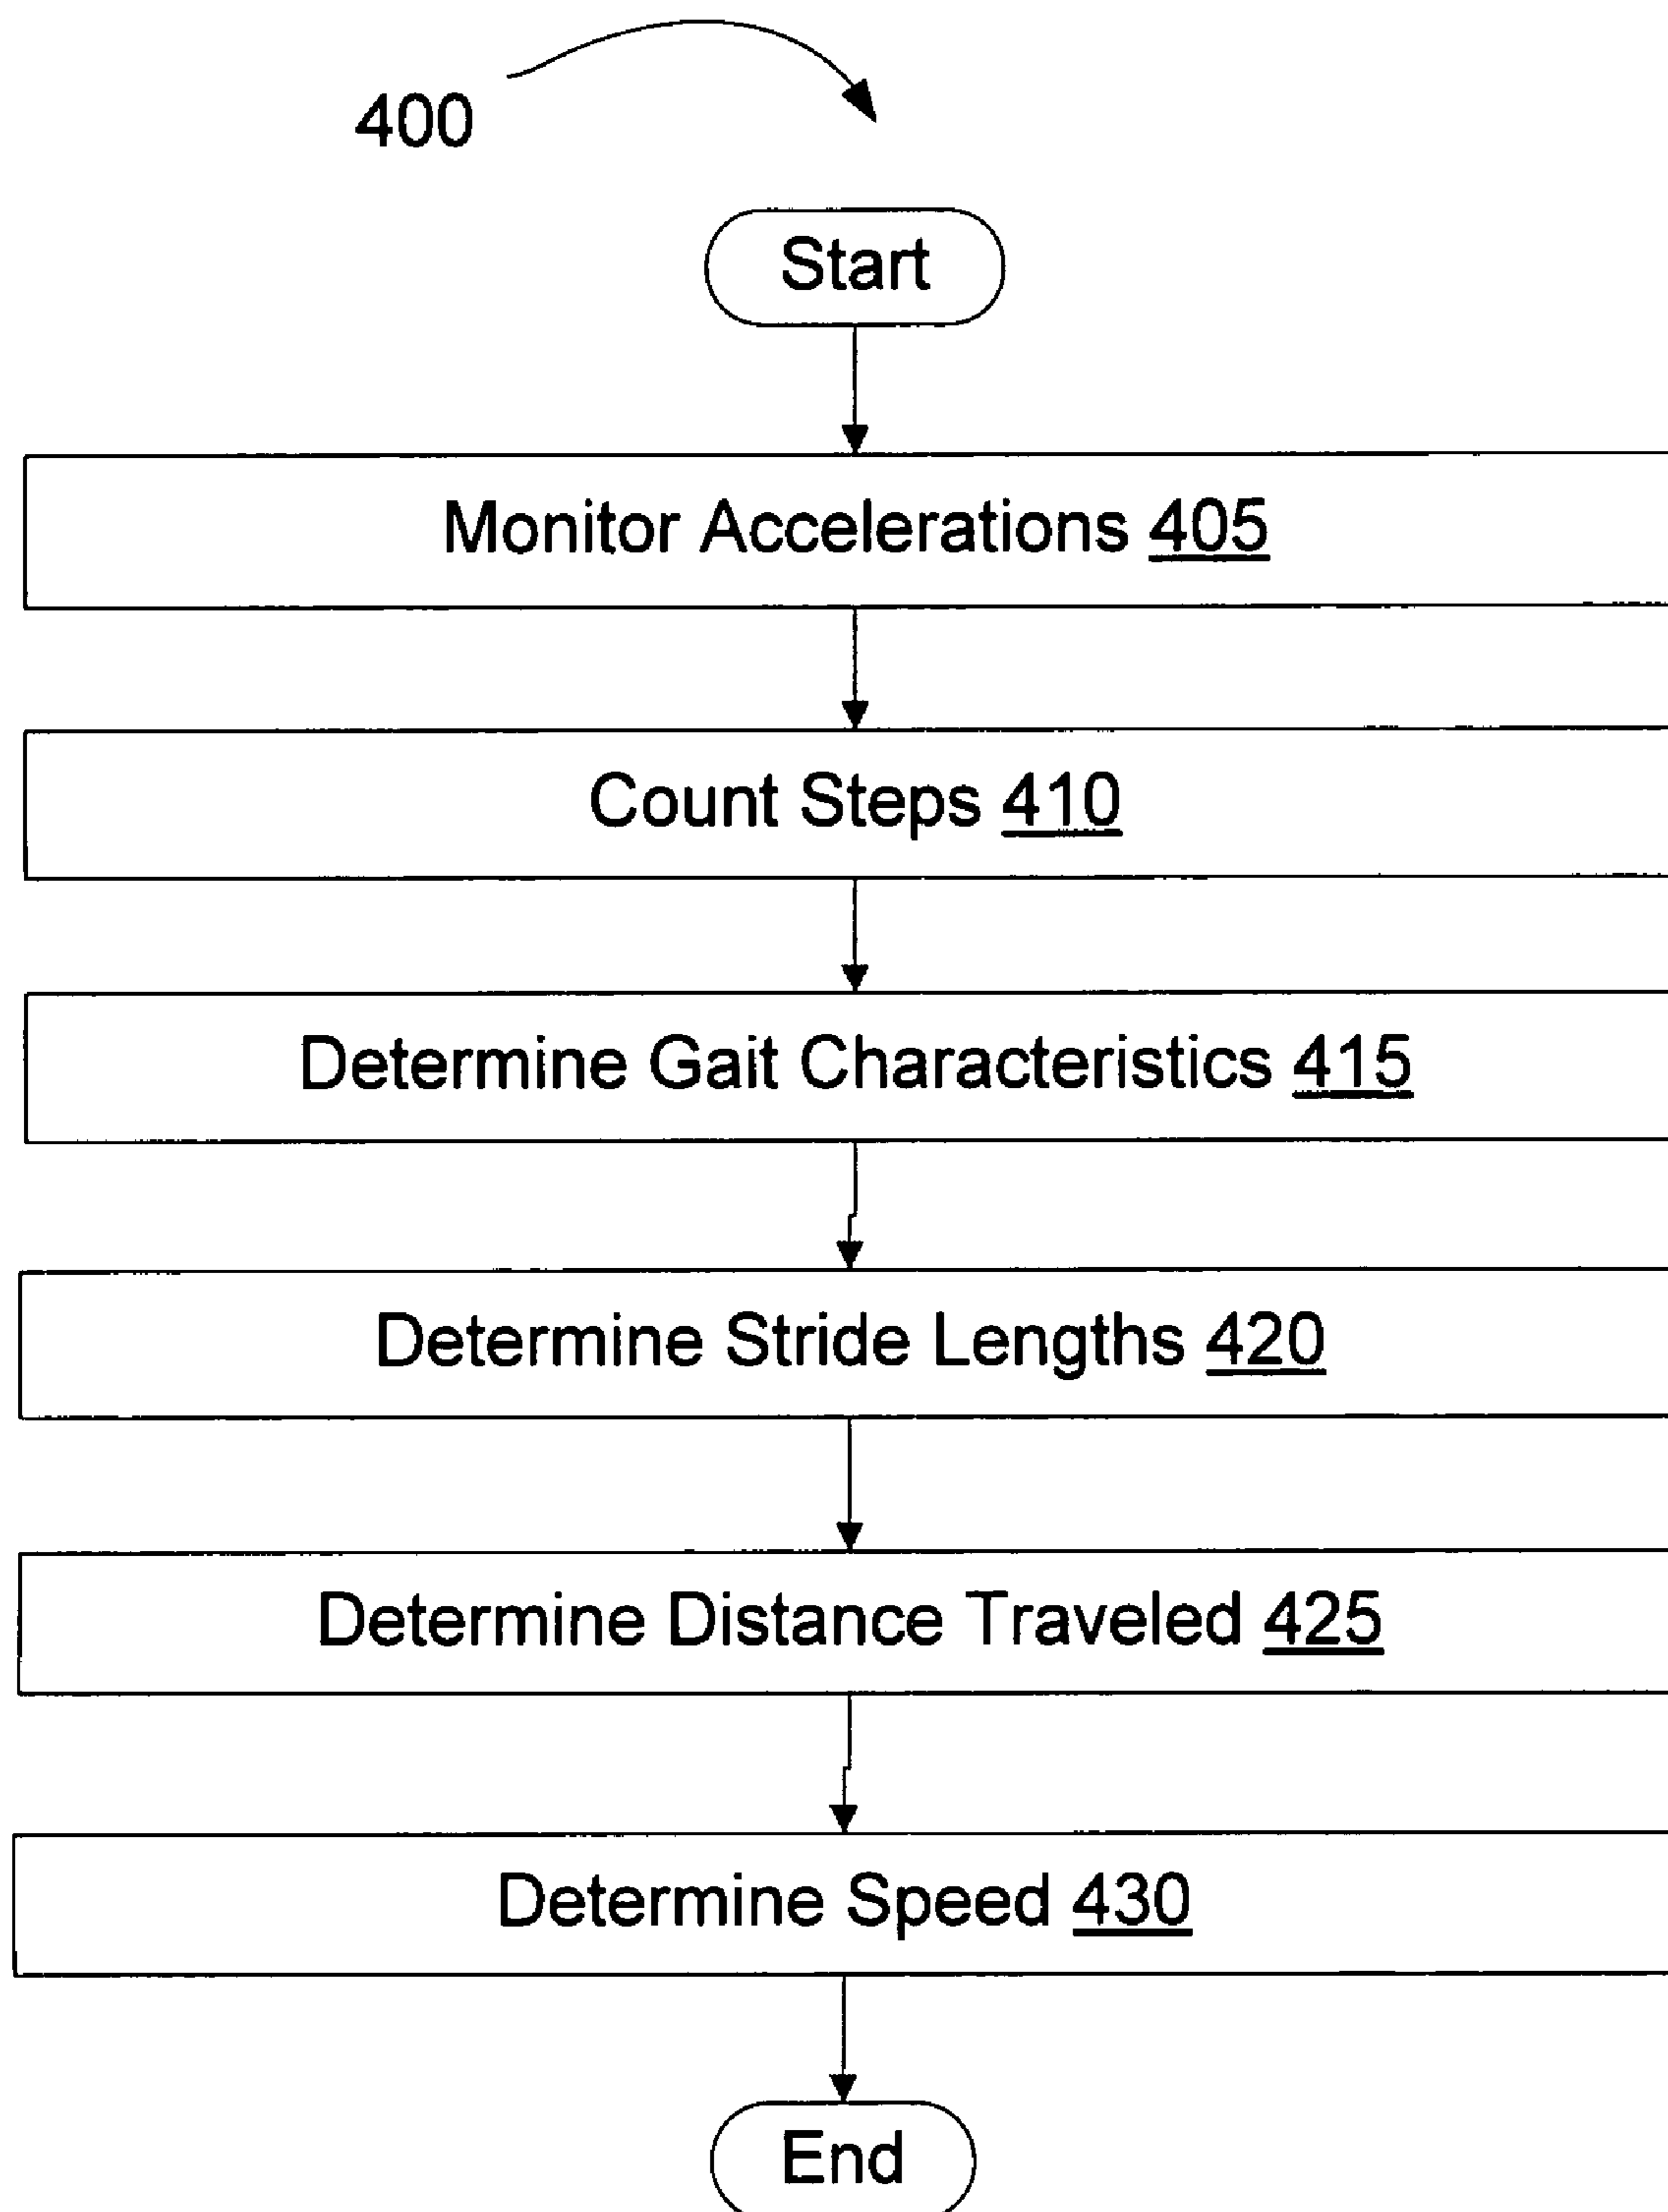 400
Start
Monitor Accelerations 405
Count Steps 410
Determine Gait Characteristics 415
Determine Stride Lengths 420
Determine Distance Traveled 425
Determine Speed 430
End